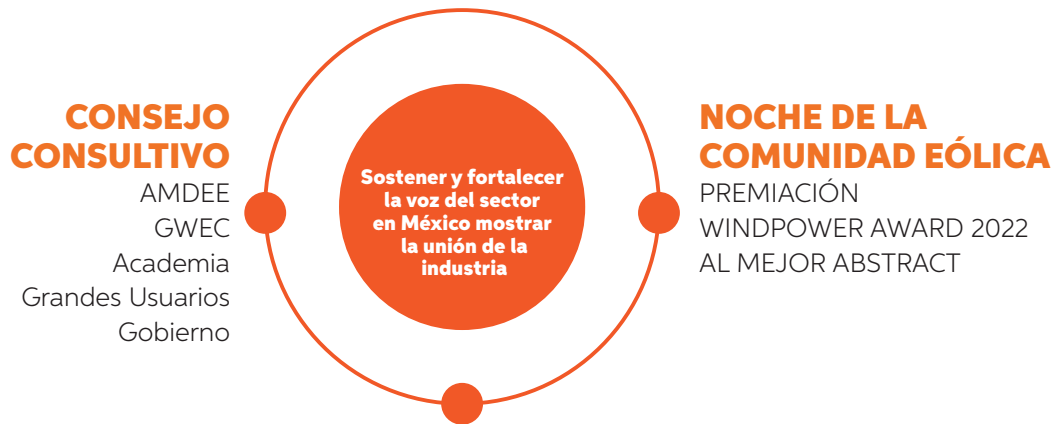 CONSEJO
CONSULTIVO
AMDEE
GWEC
Academia
Grandes Usuarios
Gobierno
Sostener y fortalecer
la voz del sector
en México mostrar
la unión de la
industria
NOCHE DE LA
COMUNIDAD EÓLICA
PREMIACIÓN
WINDPOWER AWARD 2022
AL MEJOR ABSTRACT